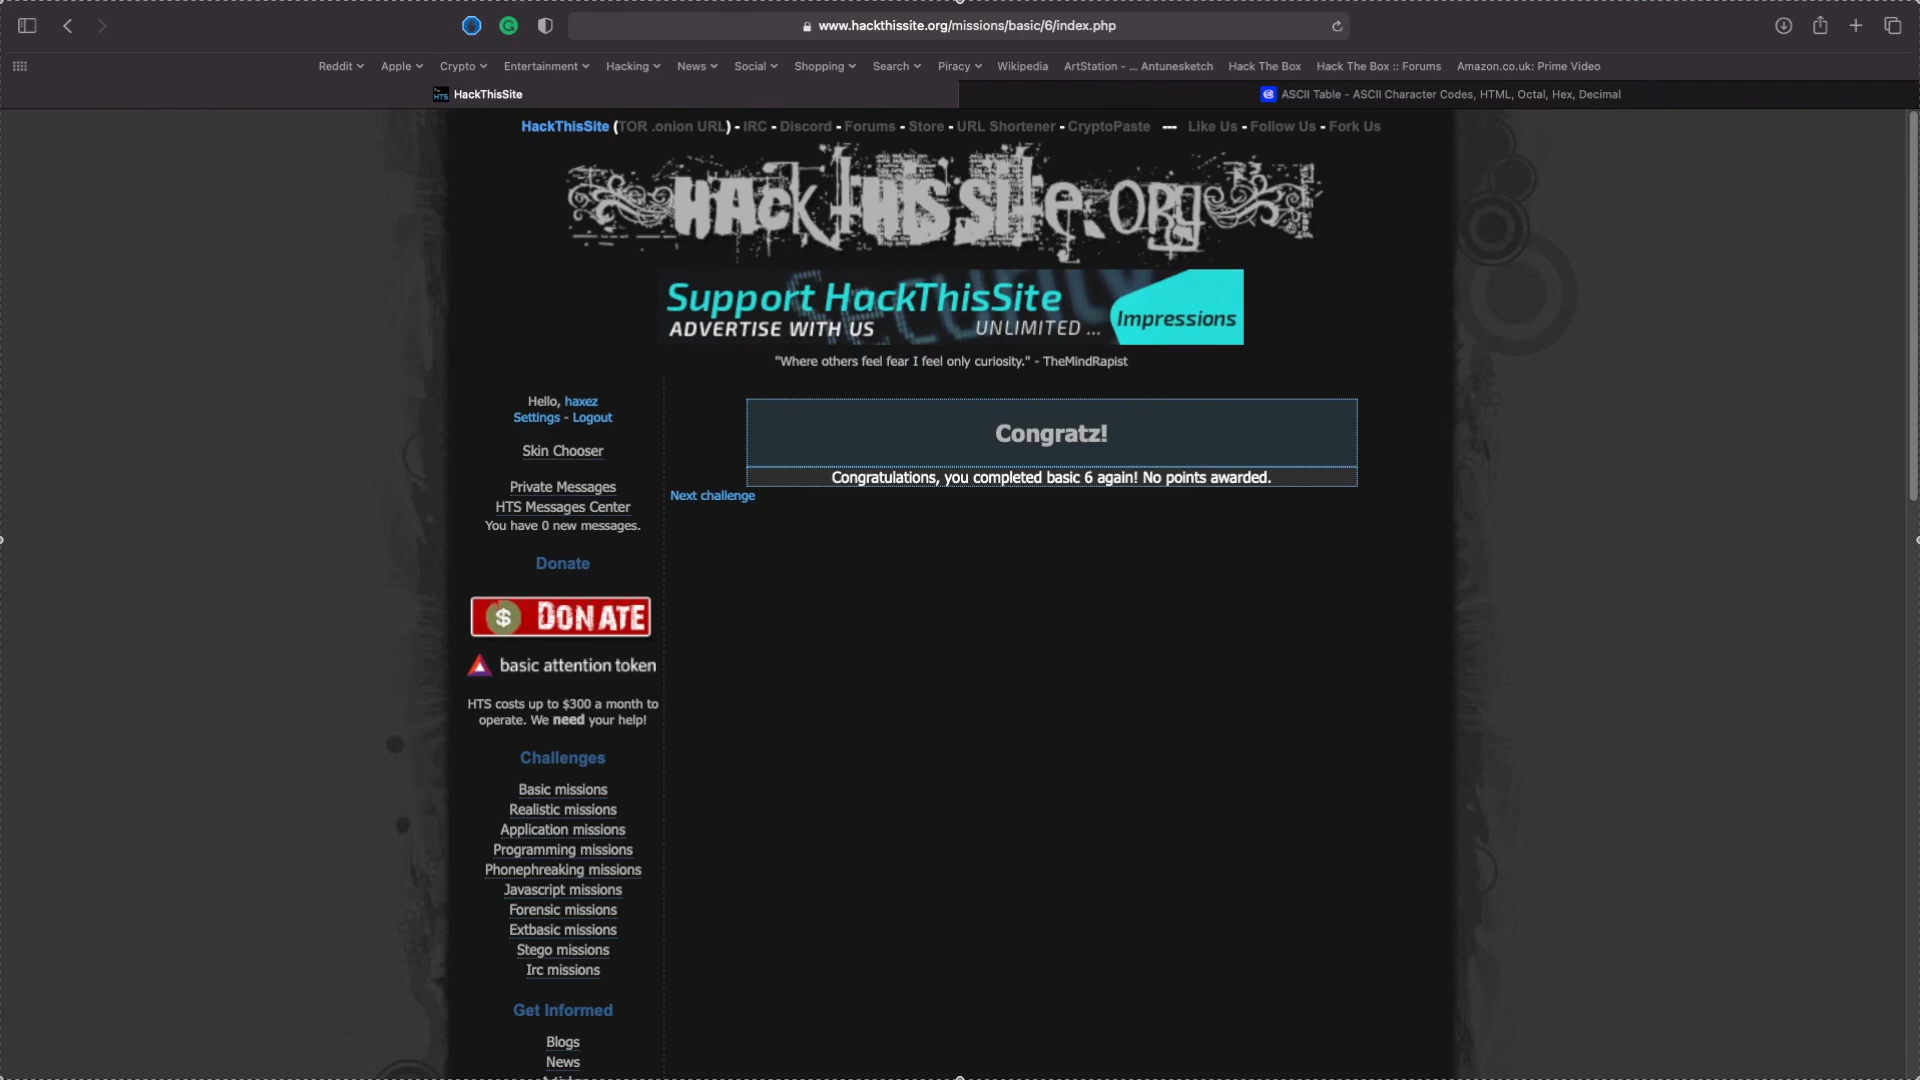 www.hackthissite.org/missions/basic/6/index.php
Reddit Apple Crypto Entertainment Hacking News Social Shopping Search Piracy Wikipedia ArtStation - ... Antunesketch Hack The Box Hack The Box :: Forums Amazon.co.uk: Prime Video
HackThisSite
ASCII Table - ASCII Character Codes, HTML, Octal, Hex, Decimal
HackThisSite (TOR .onion URL) - IRC - Discord - Forums - Store - URL Shortener - CryptoPaste --- Like Us - Follow Us - Fork Us
HACK THIS SITE.ORG
Support HackThisSite
ADVERTISE WITH US UNLIMITED ... Impressions
"Where others feel fear I feel only curiosity." - TheMindRapist
Hello, haxez
Settings - Logout
Skin Chooser
Private Messages
HTS Messages Center
You have 0 new messages.
Donate
$ DONATE
basic attention token
HTS costs up to $300 a month to
operate. We need your help!
Challenges
Basic missions
Realistic missions
Application missions
Programming missions
Phonephreaking missions
Javascript missions
Forensic missions
Extbasic missions
Stego missions
Irc missions
Get Informed
Blogs
News
Congratz!
Congratulations, you completed basic 6 again! No points awarded.
Next challenge